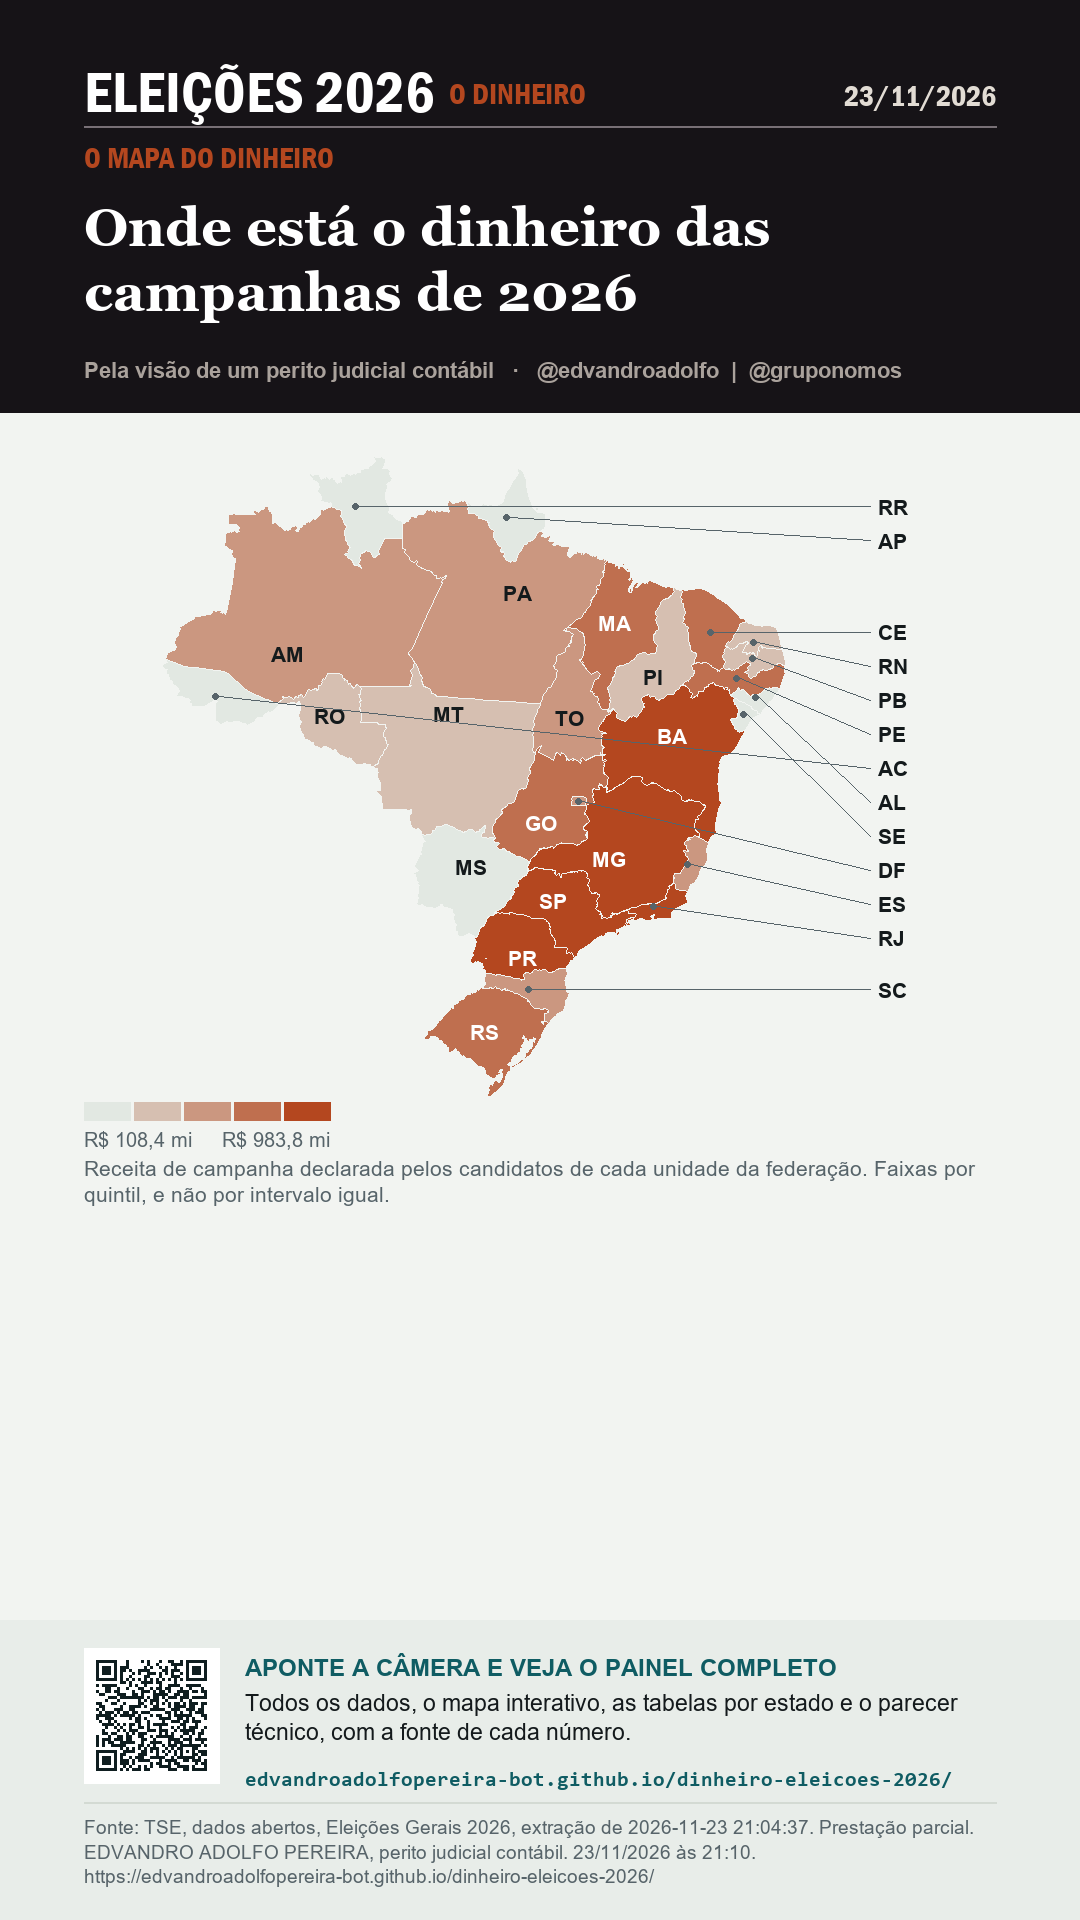 ELEIÇÕES 2026 O DINHEIRO 23/11/2026
O MAPA DO DINHEIRO
Onde está o dinheiro das
campanhas de 2026
Pela visão de um perito judicial contábil · @edvandroadolfo | @gruponomos
RR
AP
PA
MA
CE
AM
RN
PI
PB
RO
MT
TO
BA
PE
AC
AL
GO
SE
MG
MS
DF
SP
ES
RJ
PR
SC
RS
R$ 108,4 mi R$ 983,8 mi
Receita de campanha declarada pelos candidatos de cada unidade da federação. Faixas por
quintil, e não por intervalo igual.
APONTE A CÂMERA E VEJA O PAINEL COMPLETO
Todos os dados, o mapa interativo, as tabelas por estado e o parecer
técnico, com a fonte de cada número.
edvandroadolfopereira-bot.github.io/dinheiro-eleicoes-2026/
Fonte: TSE, dados abertos, Eleições Gerais 2026, extração de 2026-11-23 21:04:37. Prestação parcial.
EDVANDRO ADOLFO PEREIRA, perito judicial contábil. 23/11/2026 às 21:10.
https://edvandroadolfopereira-bot.github.io/dinheiro-eleicoes-2026/